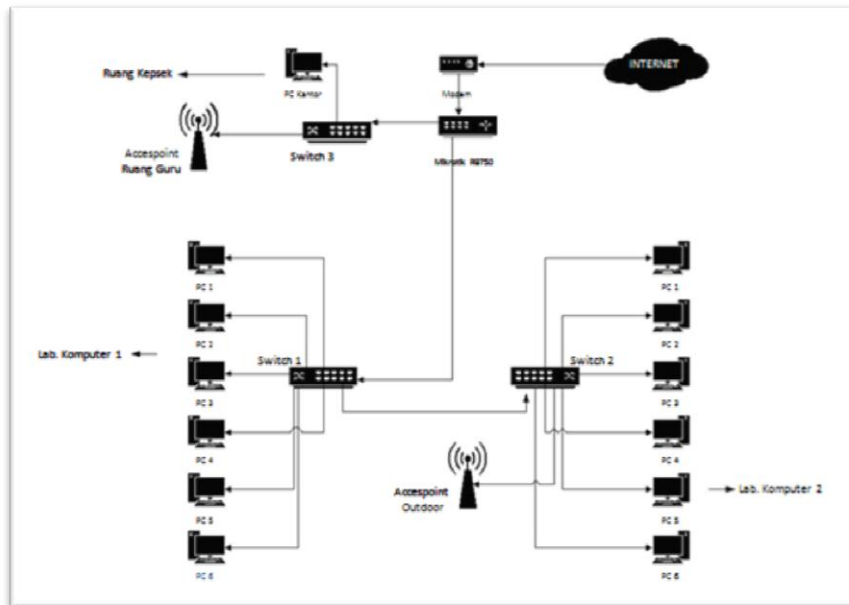 INTERNET
Modem
Ruang Kepsek
PC Kantor
Accespoint
Ruang Guru
Switch 3
Mikrotik RB750
PC 1
PC 2
Lab. Komputer 1
Switch 1
PC 3
PC 4
PC 5
PC 6
PC 1
PC 2
Switch 2
PC 3
PC 4
Accespoint
Outdoor
PC 5
Lab. Komputer 2
PC 6